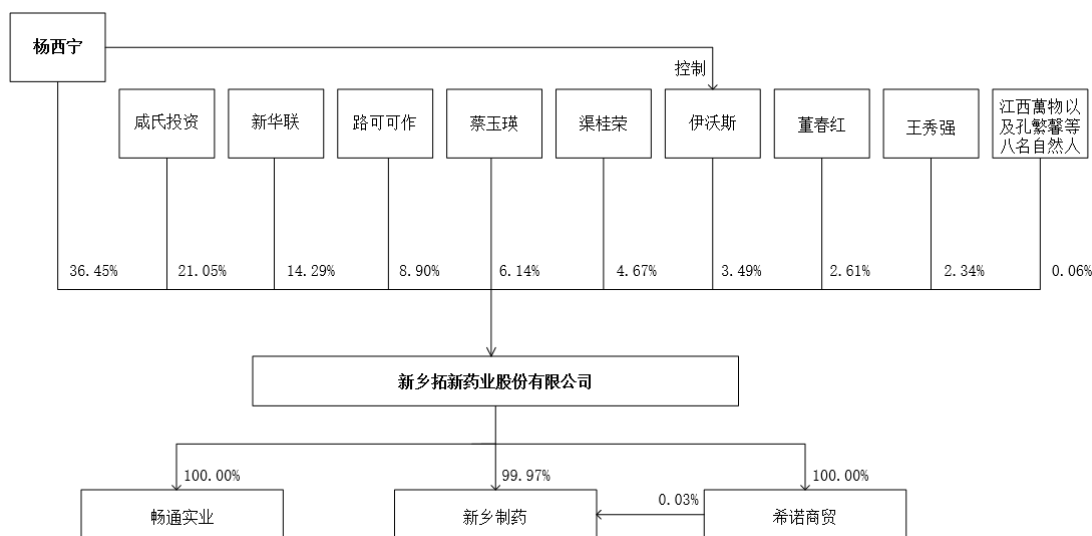 杨西宁
控制
咸氏投资
新华联
路可可作
蔡玉瑛
渠桂荣
伊沃斯
董春红
王秀强
江西萬物以
及孔繁馨等
八名自然人
36.45%
21.05%
14.29%
8.90%
6.14%
4.67%
3.49%
2.61%
2.34%
0.06%
新乡拓新药业股份有限公司
100.00%
99.97%
100.00%
0.03%
畅通实业
新乡制药
希诺商贸